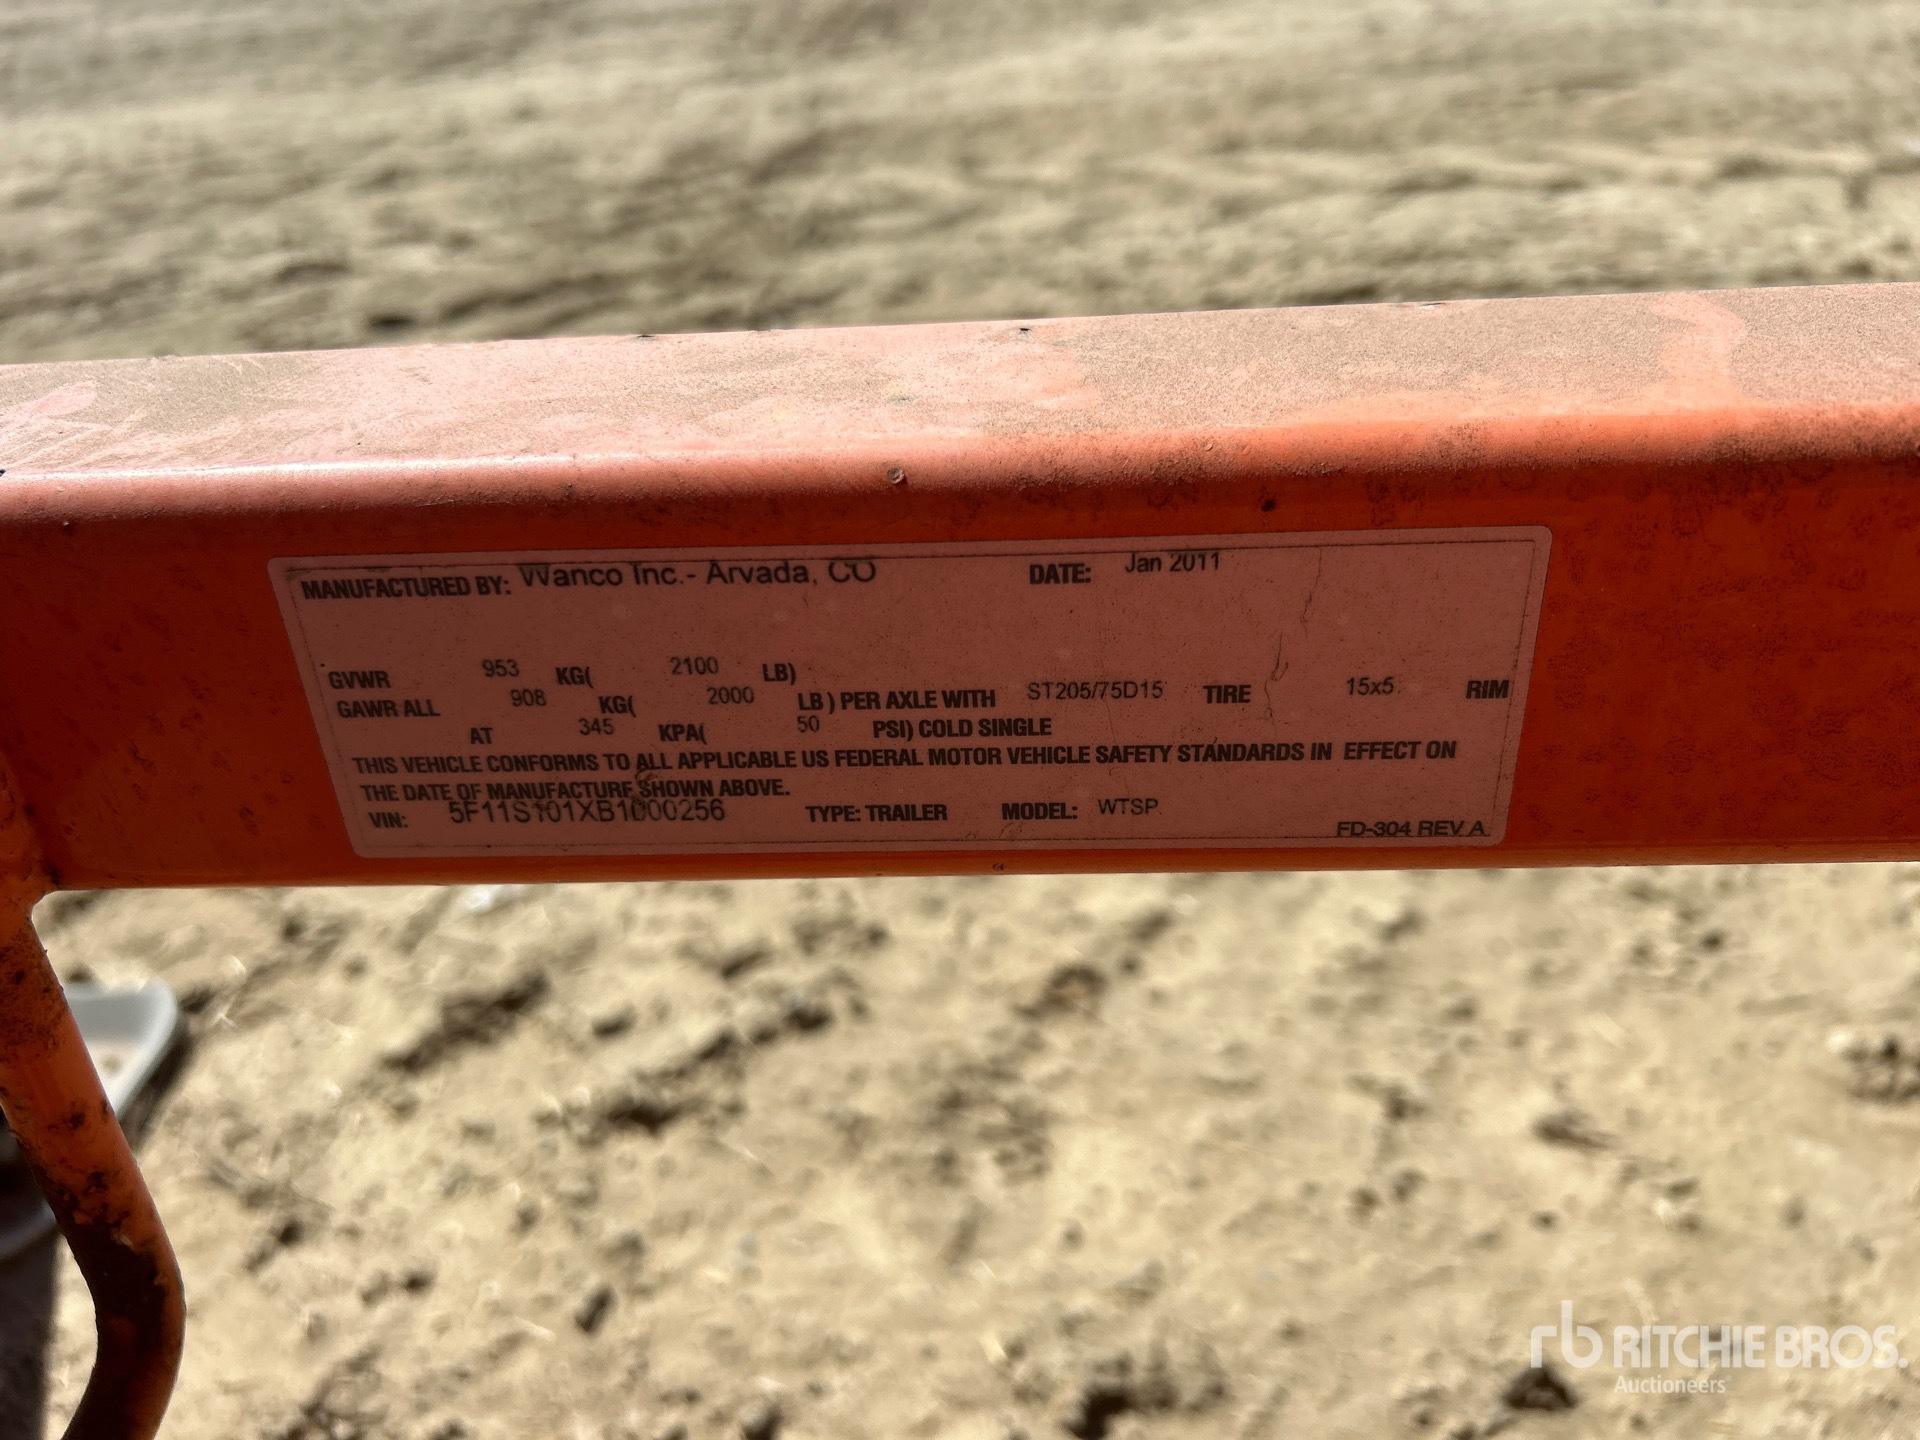 MANUFACTURED BY: Wanco Inc.- Arvada, CO DATE: Jan 2011
GVWR 953 KG( 2100 LB)
GAWR ALL 908 KG( 2000 LB) PER AXLE WITH ST205/75D15 TIRE 15x5 RIM
AT 345 KPA( 50 PSI) COLD SINGLE
THIS VEHICLE CONFORMS TO ALL APPLICABLE US FEDERAL MOTOR VEHICLE SAFETY STANDARDS IN EFFECT ON
THE DATE OF MANUFACTURE SHOWN ABOVE.
VIN: 5F11S101XB1000256 TYPE: TRAILER MODEL: WTSP
FD-304 REV A
rb RITCHIE BROS.
Auctioneers